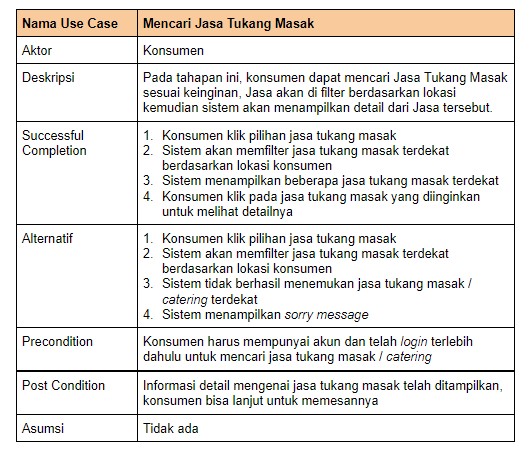 Nama Use Case Mencari Jasa Tukang Masak
Aktor Konsumen
Deskripsi Pada tahapan ini, konsumen dapat mencari Jasa Tukang Masak
sesuai keinginan, Jasa akan di filter berdasarkan lokasi
kemudian sistem akan menampilkan detail dari Jasa tersebut.
Successful Completion
1. Konsumen klik pilihan jasa tukang masak
2. Sistem akan memfilter jasa tukang masak terdekat
berdasarkan lokasi konsumen
3. Sistem menampilkan beberapa jasa tukang masak terdekat
4. Konsumen klik pada jasa tukang masak yang diinginkan
untuk melihat detailnya
Alternatif
1. Konsumen klik pilihan jasa tukang masak
2. Sistem akan memfilter jasa tukang masak terdekat
berdasarkan lokasi konsumen
3. Sistem tidak berhasil menemukan jasa tukang masak /
catering terdekat
4. Sistem menampilkan sorry message
Precondition Konsumen harus mempunyai akun dan telah login terlebih
dahulu untuk mencari jasa tukang masak / catering
Post Condition Informasi detail mengenai jasa tukang masak telah ditampilkan,
konsumen bisa lanjut untuk memesannya
Asumsi Tidak ada